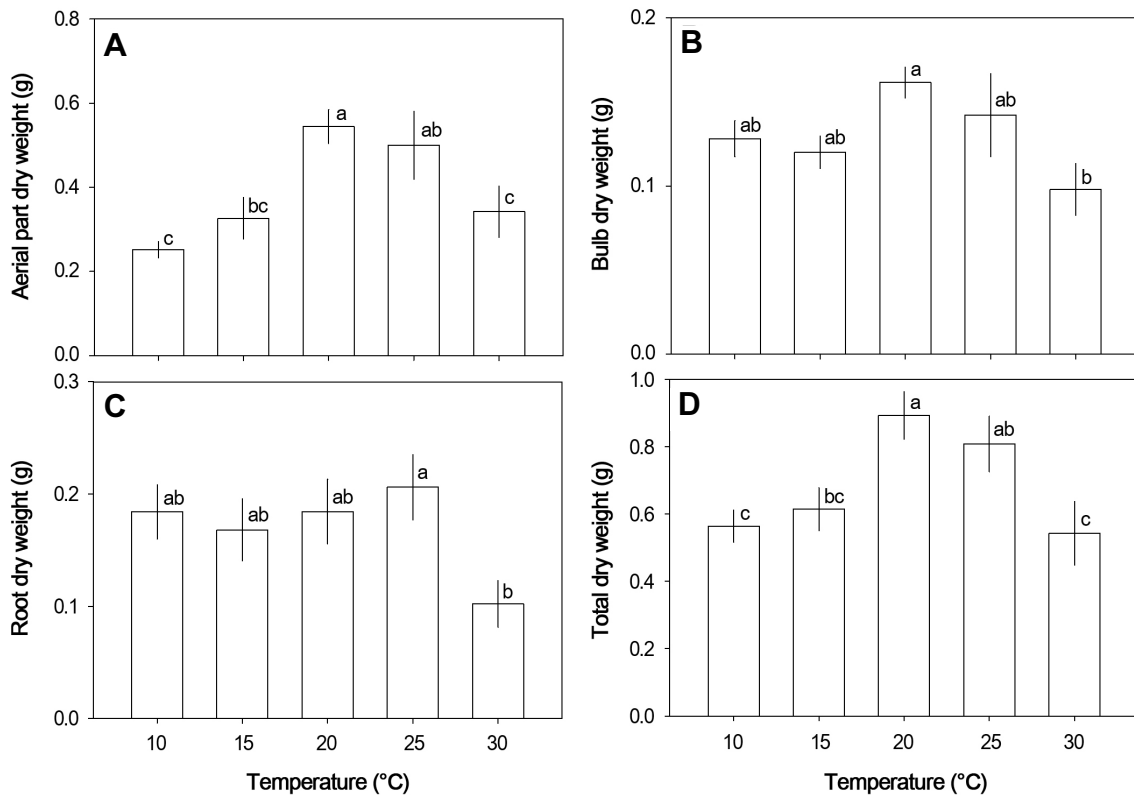 A
Aerial part dry weight (g)
0.8
0.6
0.4
0.2
0.0
c
bc
a
ab
c
B
Bulb dry weight (g)
0.2
0.1
0.0
ab
ab
a
ab
b
C
Root dry weight (g)
0.3
0.2
0.1
0.0
ab
ab
ab
a
b
10 15 20 25 30
Temperature (°C)
D
Total dry weight (g)
1.0
0.8
0.6
0.4
0.2
0.0
c
bc
a
ab
c
10 15 20 25 30
Temperature (°C)